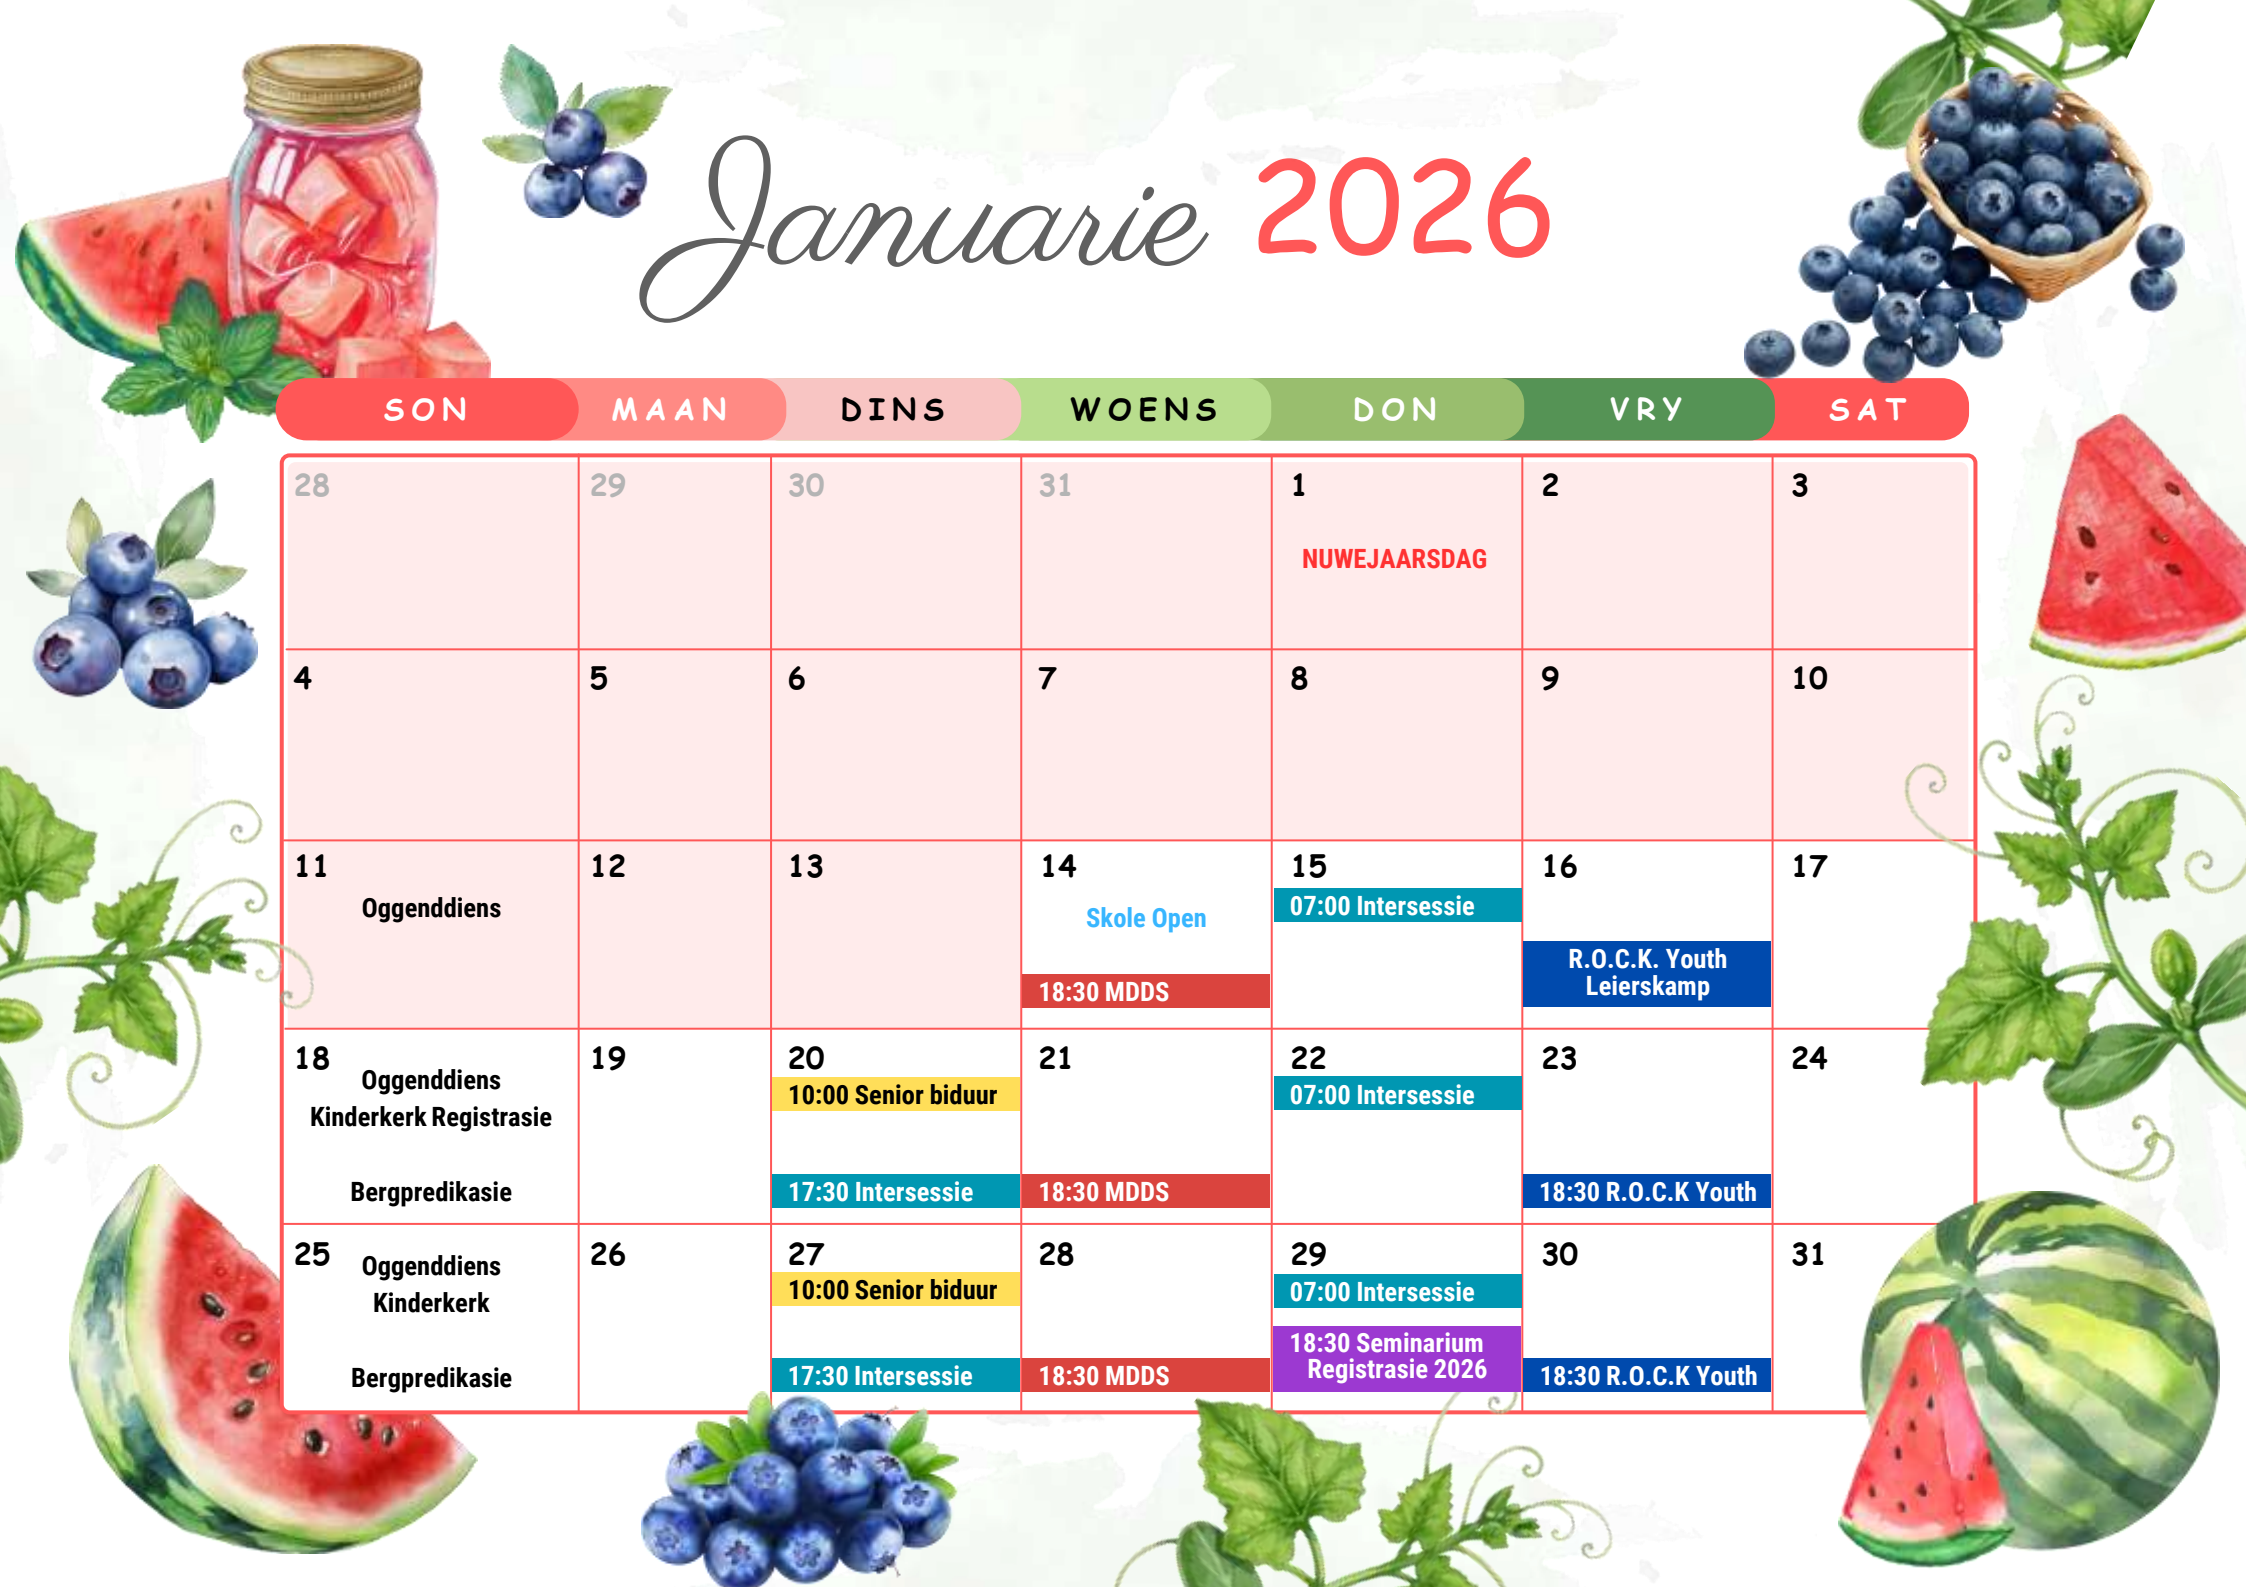 Januarie 2026
SON MAAN DINS WOENS DON VRY SAT
28 29 30 31 1 2 3
NUWEJAARSDAG
4 5 6 7 8 9 10
11 12 13 14 15 16 17
Oggenddiens
Skole Open
18:30 MDDS
07:00 Intersessie
R.O.C.K. Youth
Leierskamp
18 19 20 21 22 23 24
Oggenddiens
Kinderkerk Registrasie
Bergpredikasie
10:00 Senior biduur
17:30 Intersessie
18:30 MDDS
07:00 Intersessie
18:30 R.O.C.K Youth
25 26 27 28 29 30 31
Oggenddiens
Kinderkerk
Bergpredikasie
10:00 Senior biduur
17:30 Intersessie
18:30 MDDS
07:00 Intersessie
18:30 Seminarium
Registrasie 2026
18:30 R.O.C.K Youth